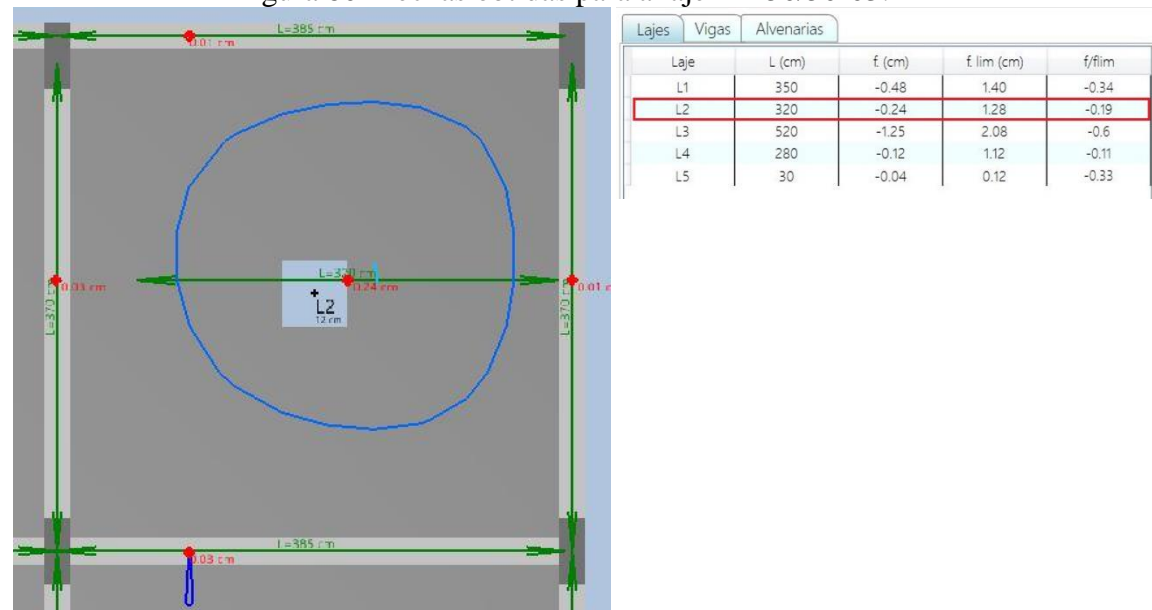 L=385 cm
0.01 cm
L=370 cm
0.03 cm
0.24 cm
L2
12 cm
L=370 cm
0.01
L=385 cm
0.03 cm
Lajes Vigas Alvenarias
Laje L (cm) f. (cm) f. lim (cm) f/flim
L1 350 -0.48 1.40 -0.34
L2 320 -0.24 1.28 -0.19
L3 520 -1.25 2.08 -0.6
L4 280 -0.12 1.12 -0.11
L5 30 -0.04 0.12 -0.33